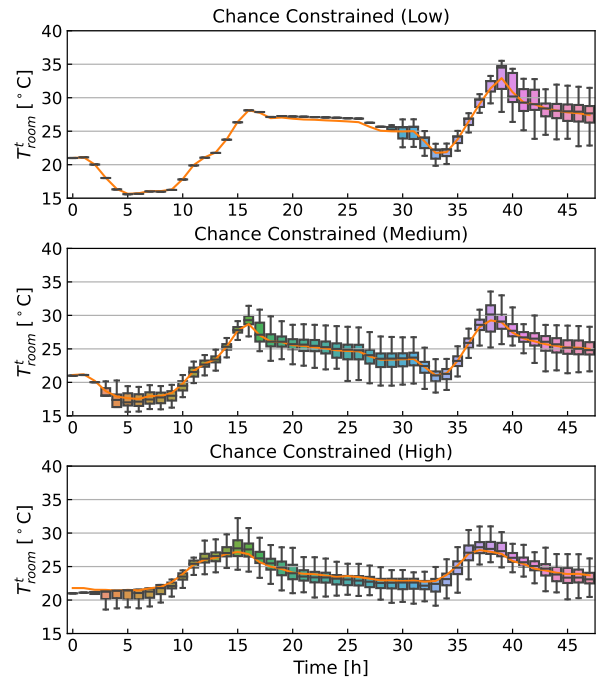 Chance Constrained (Low)
40
35
30
25
20
15
T^t_room [°C]
0 5 10 15 20 25 30 35 40 45
Chance Constrained (Medium)
40
35
30
25
20
15
T^t_room [°C]
0 5 10 15 20 25 30 35 40 45
Chance Constrained (High)
40
35
30
25
20
15
T^t_room [°C]
0 5 10 15 20 25 30 35 40 45
Time [h]